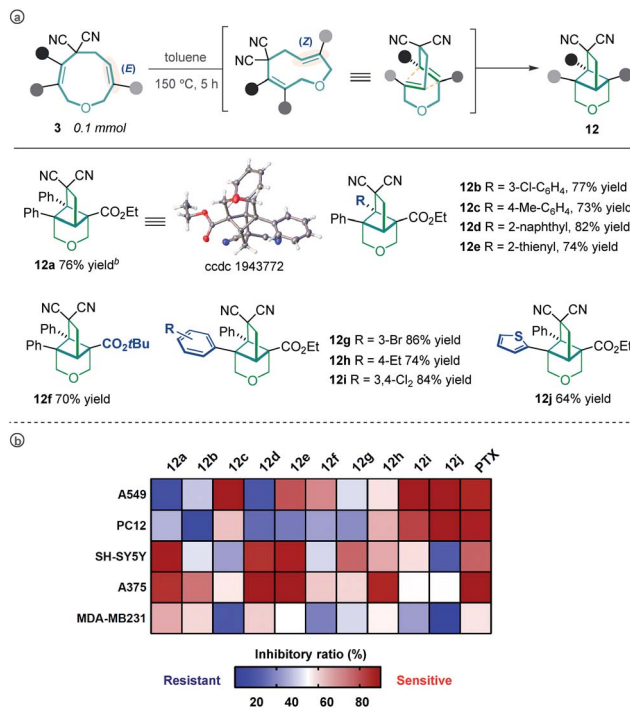 a
NC CN
(E)
O
3 0.1 mmol
toluene
150 °C, 5 h
CN
NC
(Z)
O
NC CN
O
NC CN
O
12
NC CN
Ph
Ph
CO₂Et
O
12a 76% yieldᵇ
ccdc 1943772
NC CN
R
Ph
CO₂Et
O
12b R = 3-Cl-C₆H₄, 77% yield
12c R = 4-Me-C₆H₄, 73% yield
12d R = 2-naphthyl, 82% yield
12e R = 2-thienyl, 74% yield
NC CN
Ph
Ph
CO₂tBu
O
12f 70% yield
NC CN
R
Ph
CO₂Et
O
12g R = 3-Br 86% yield
12h R = 4-Et 74% yield
12i R = 3,4-Cl₂ 84% yield
NC CN
S
Ph
CO₂Et
O
12j 64% yield
b
12a 12b 12c 12d 12e 12f 12g 12h 12i 12j PTX
A549
PC12
SH-SY5Y
A375
MDA-MB231
Inhibitory ratio (%)
Resistant Sensitive
20 40 60 80